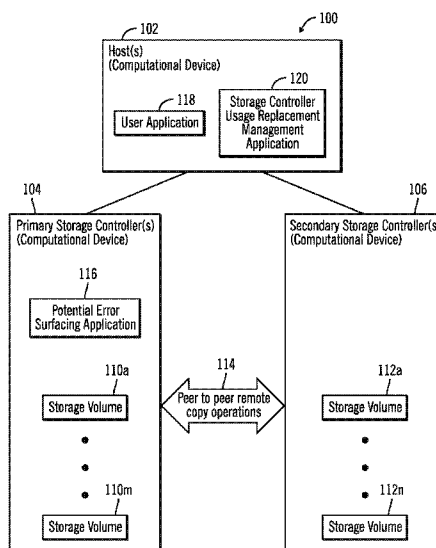 100
102
Host(s)
(Computational Device)
118
User Application
120
Storage Controller
Usage Replacement
Management
Application
104
Primary Storage Controller(s)
(Computational Device)
106
Secondary Storage Controller(s)
(Computational Device)
116
Potential Error
Surfacing Application
110a
Storage Volume
114
Peer to peer remote
copy operations
112a
Storage Volume
110m
Storage Volume
112n
Storage Volume